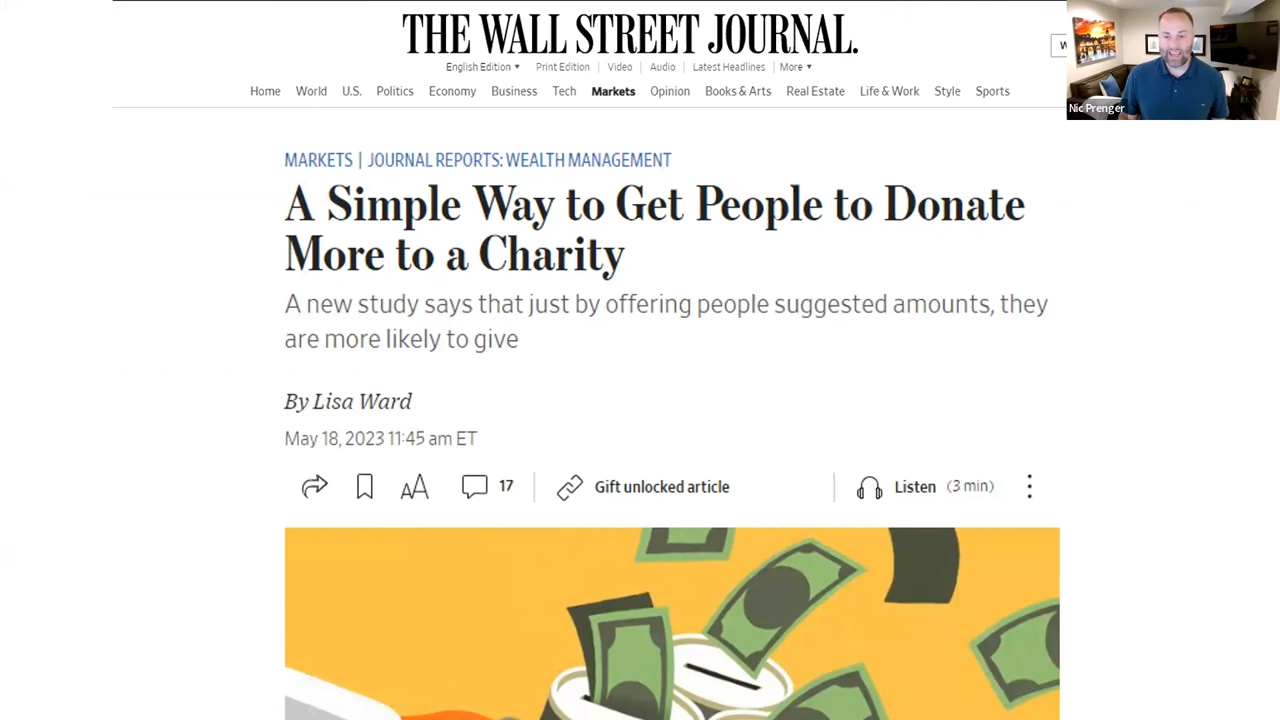 THE WALL STREET JOURNAL.
English Edition ▾ Print Edition | Video | Audio | Latest Headlines | More ▾
Home World U.S. Politics Economy Business Tech Markets Opinion Books & Arts Real Estate Life & Work Style Sports
Nic Prenger
MARKETS | JOURNAL REPORTS: WEALTH MANAGEMENT
A Simple Way to Get People to Donate
More to a Charity
A new study says that just by offering people suggested amounts, they
are more likely to give
By Lisa Ward
May 18, 2023 11:45 am ET
AA 17 Gift unlocked article Listen (3 min)